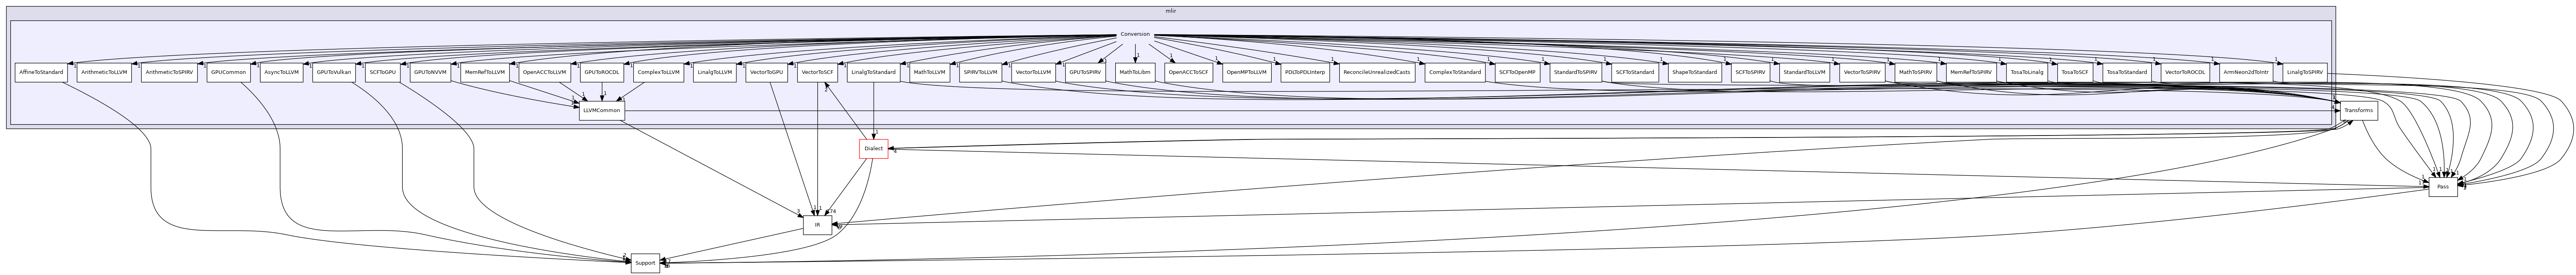 mlir
Conversion
AffineToStandard
ArithmeticToLLVM
ArithmeticToSPIRV
GPUCommon
AsyncToLLVM
GPUToVulkan
SCFToGPU
GPUToNVVM
MemRefToLLVM
OpenACCToLLVM
GPUToROCDL
ComplexToLLVM
LinalgToLLVM
VectorToGPU
VectorToSCF
LinalgToStandard
MathToLLVM
SPIRVToLLVM
VectorToLLVM
GPUToSPIRV
MathToLibm
OpenACCToSCF
OpenMPToLLVM
PDLToPDLInterp
ReconcileUnrealizedCasts
ComplexToStandard
SCFToOpenMP
StandardToSPIRV
SCFToStandard
ShapeToStandard
SCFToSPIRV
StandardToLLVM
VectorToSPIRV
MathToSPIRV
MemRefToSPIRV
TosaToLinalg
TosaToSCF
TosaToStandard
VectorToROCDL
ArmNeon2dToIntr
LinalgToSPIRV
LLVMCommon
Transforms
Dialect
Pass
IR
Support